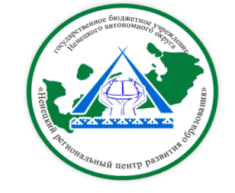 государственное бюджетное учреждение
Ненецкого автономного округа
«Ненецкий региональный центр развития образования»